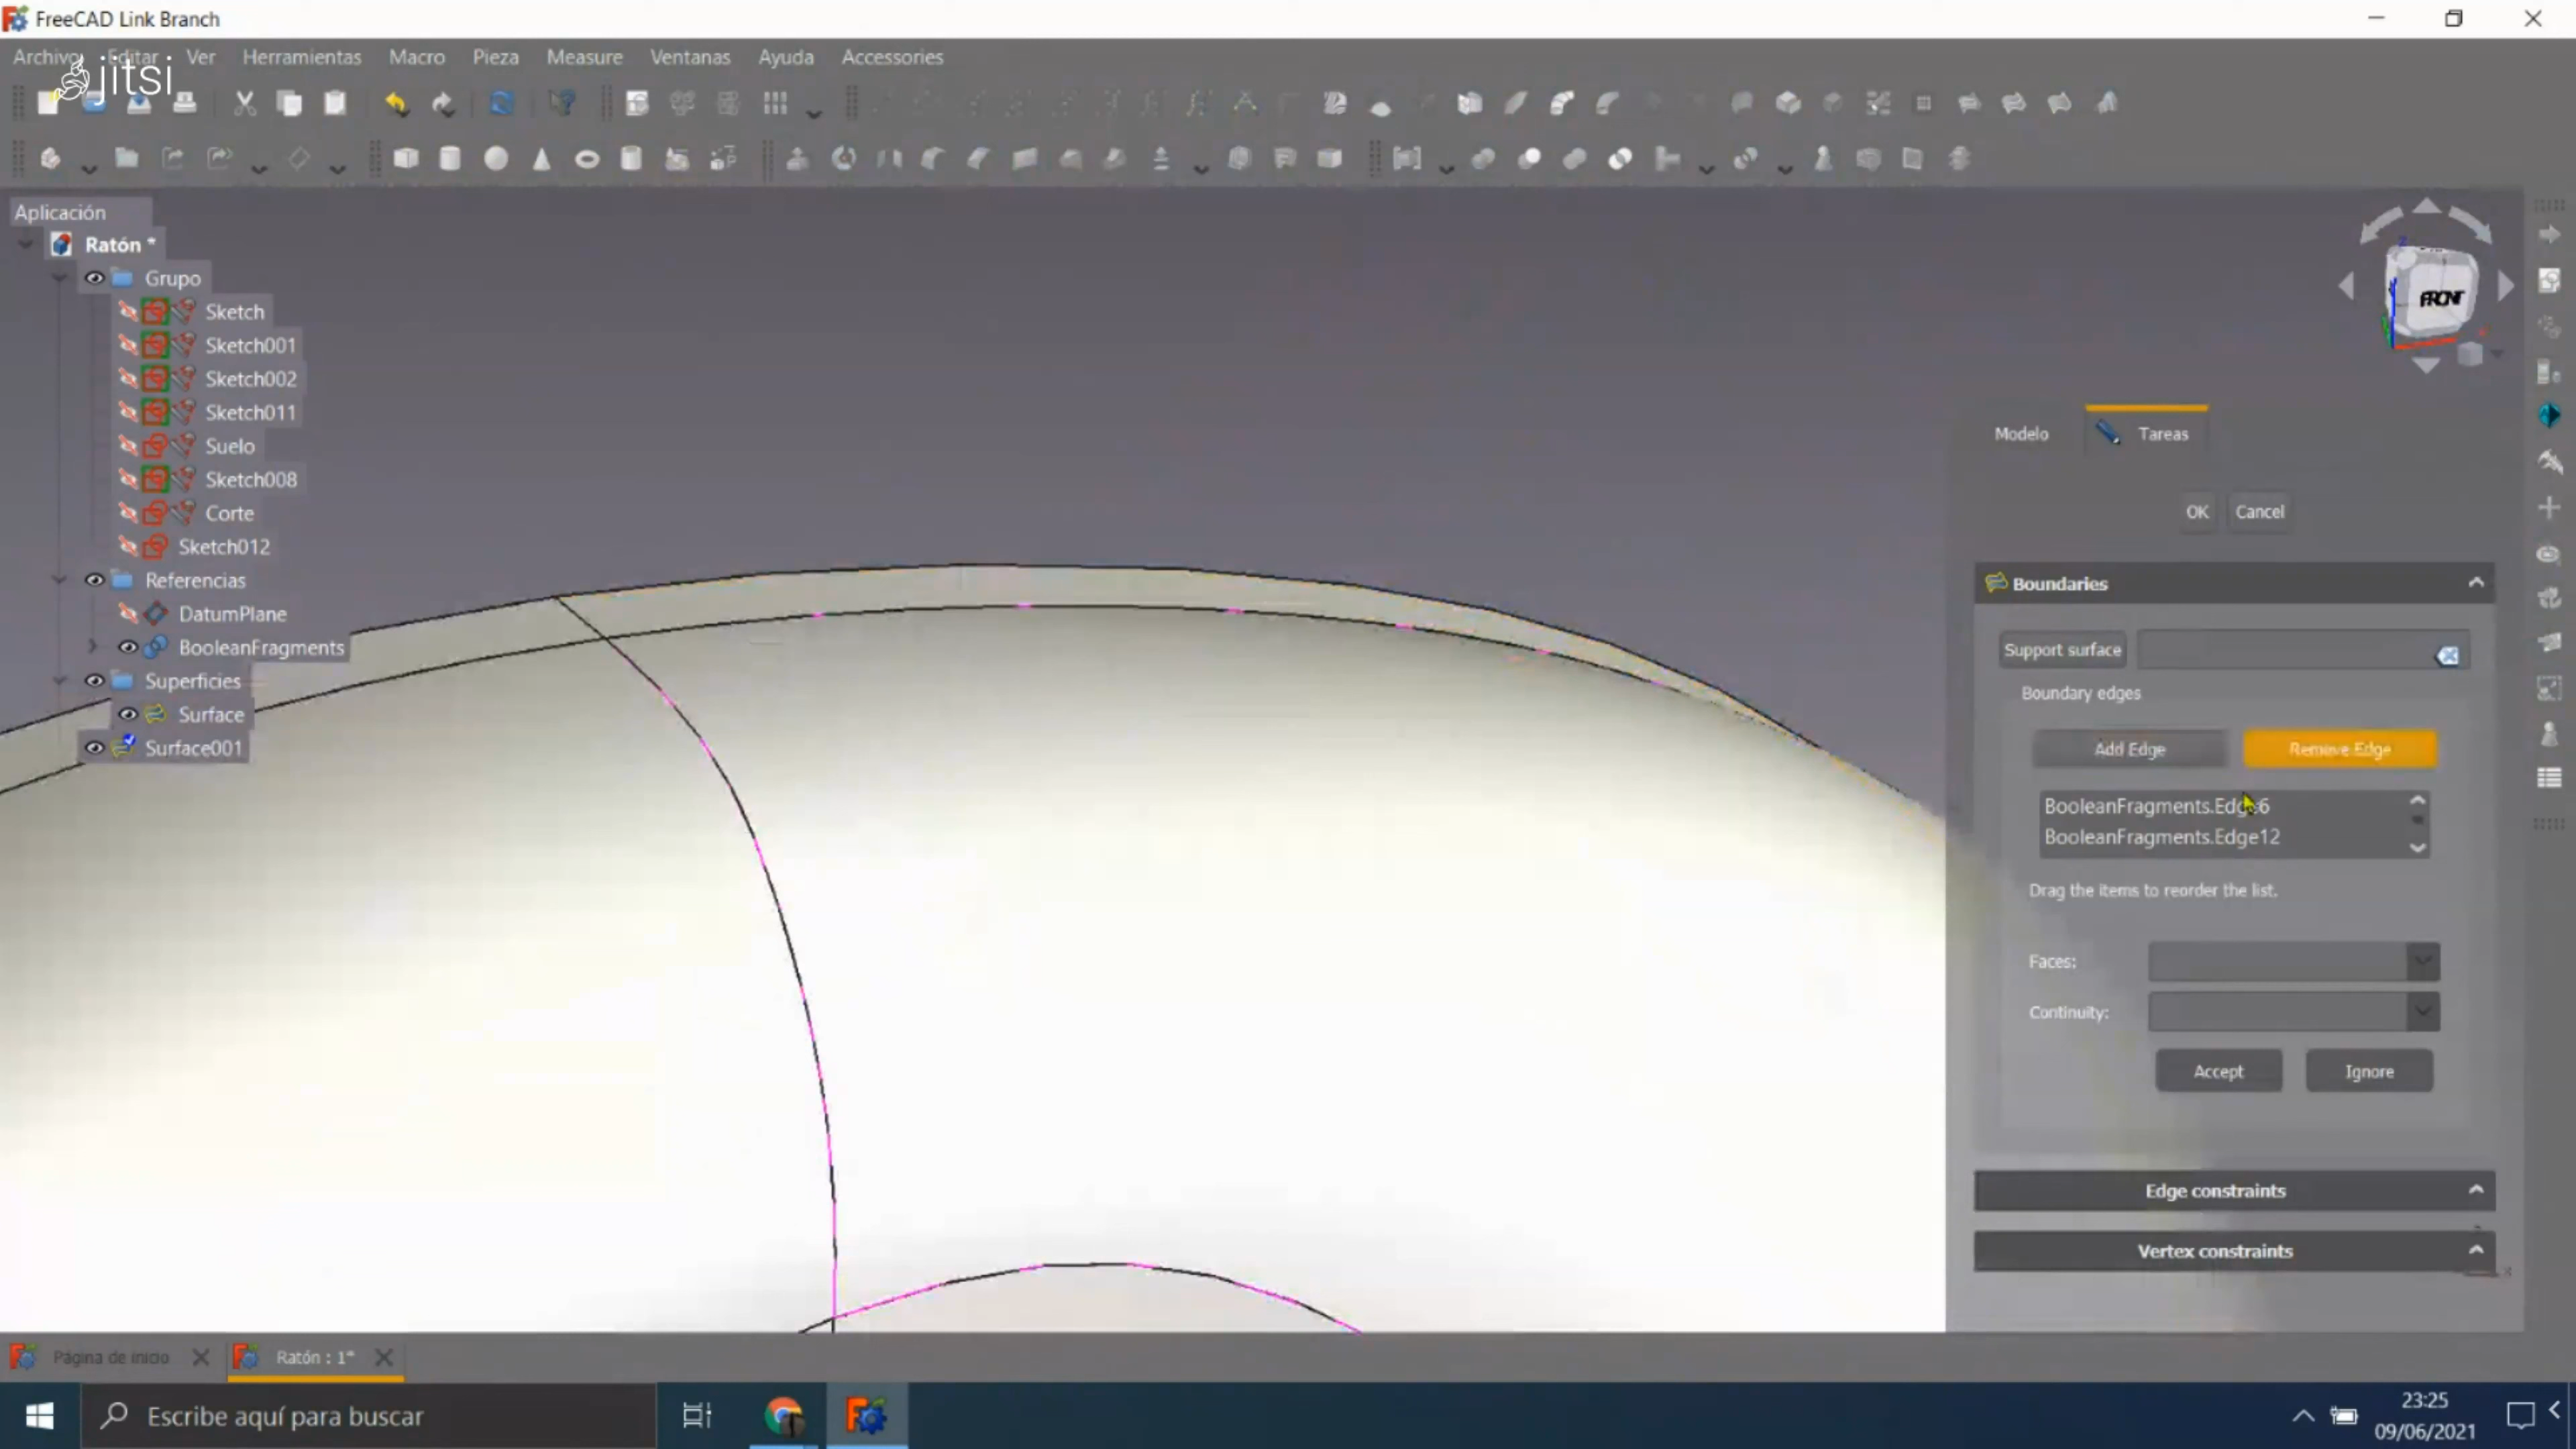 FreeCAD Link Branch
Archivo Editar Ver Herramientas Macro Pieza Measure Ventanas Ayuda Accessories
jitsi
Aplicación
Ratón *
Grupo
Sketch
Sketch001
Sketch002
Sketch011
Suelo
Sketch008
Corte
Sketch012
Referencias
DatumPlane
BooleanFragments
Superficies
Surface
Surface001
FRONT
Modelo Tareas
OK Cancel
Boundaries
Support surface
Boundary edges
Add Edge Remove Edge
BooleanFragments.Edge6
BooleanFragments.Edge12
Drag the items to reorder the list.
Faces:
Continuity:
Accept Ignore
Edge constraints
Vertex constraints
Página de inicio Ratón : 1*
Escribe aquí para buscar
23:25
09/06/2021